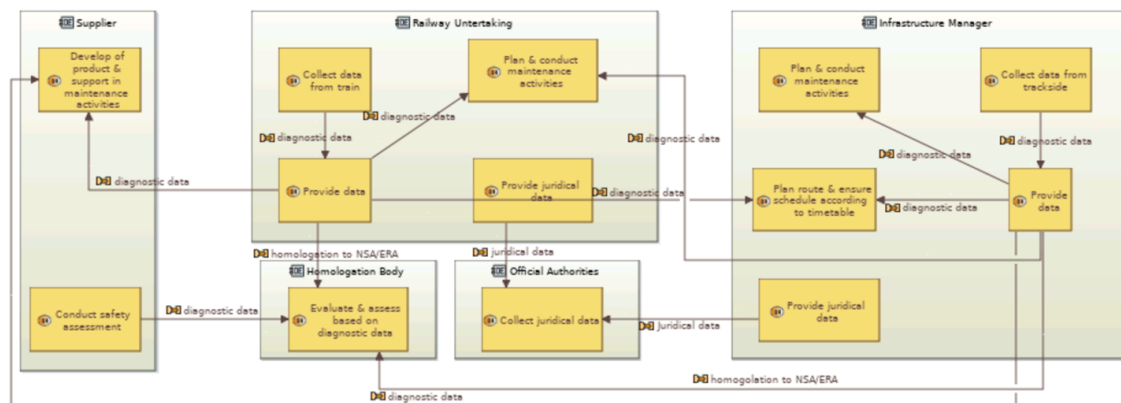 Supplier
Railway Untertaking
Infrastructure Manager
Develop of
product &
support in
maintenance
activities
Collect data
from train
Plan & conduct
maintenance
activities
Plan & conduct
maintenance
activities
Collect data from
trackside
diagnostic data
diagnostic data
diagnostic data
diagnostic data
diagnostic data
diagnostic data
Provide data
Provide juridical
data
diagnostic data
Plan route & ensure
schedule according
to timetable
diagnostic data
Provide
data
homologation to NSA/ERA
juridical data
Homologation Body
Official Authorities
Conduct safety
assessment
diagnostic data
Evaluate & assess
based on
diagnostic data
Collect juridical data
Juridical data
Provide juridical
data
homogolation to NSA/ERA
diagnostic data